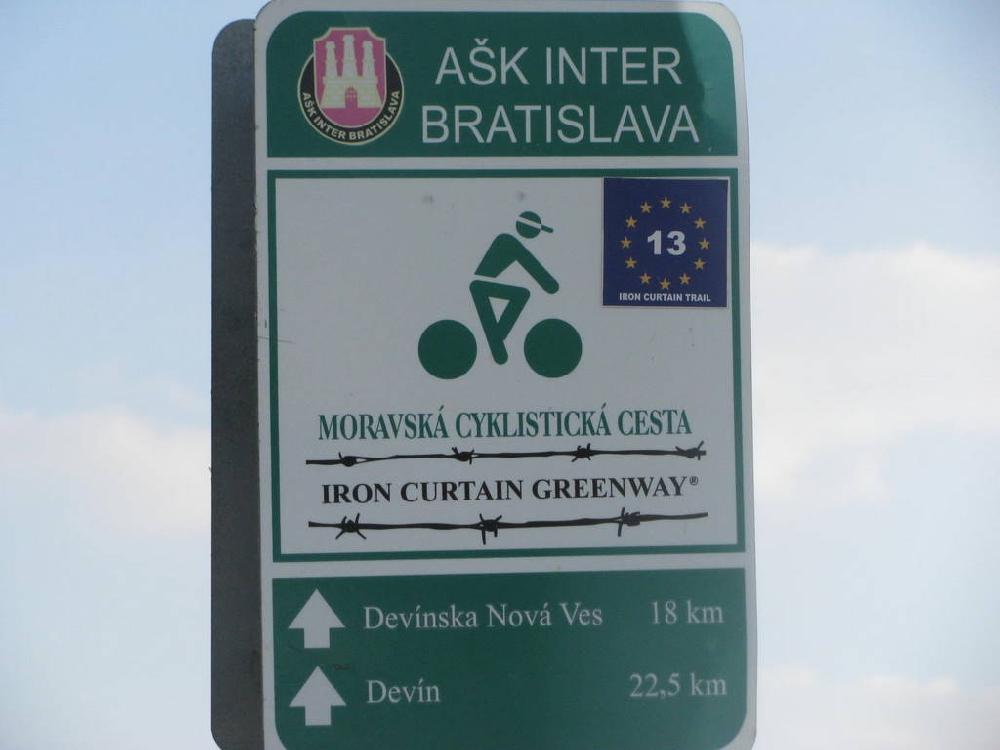 AŠK INTER BRATISLAVA
AŠK INTER
BRATISLAVA
13
IRON CURTAIN TRAIL
MORAVSKÁ CYKLISTICKÁ CESTA
IRON CURTAIN GREENWAY®
Devínska Nová Ves 18 km
Devín 22,5 km